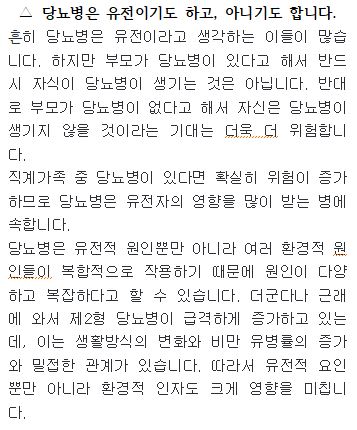 △ 당뇨병은 유전이기도 하고, 아니기도 합니다.
흔히 당뇨병은 유전이라고 생각하는 이들이 많습
니다. 하지만 부모가 당뇨병이 있다고 해서 반드
시 자식이 당뇨병이 생기는 것은 아닙니다. 반대
로 부모가 당뇨병이 없다고 해서 자신은 당뇨병이
생기지 않을 것이라는 기대는 더욱 더 위험합니
다.
직계가족 중 당뇨병이 있다면 확실히 위험이 증가
하므로 당뇨병은 유전자의 영향을 많이 받는 병에
속합니다.
당뇨병은 유전적 원인뿐만 아니라 여러 환경적 원
인들이 복합적으로 작용하기 때문에 원인이 다양
하고 복잡하다고 할 수 있습니다. 더군다나 근래
에 와서 제2형 당뇨병이 급격하게 증가하고 있는
데, 이는 생활방식의 변화와 비만 유병률의 증가
와 밀접한 관계가 있습니다. 따라서 유전적 요인
뿐만 아니라 환경적 인자도 크게 영향을 미칩니
다.